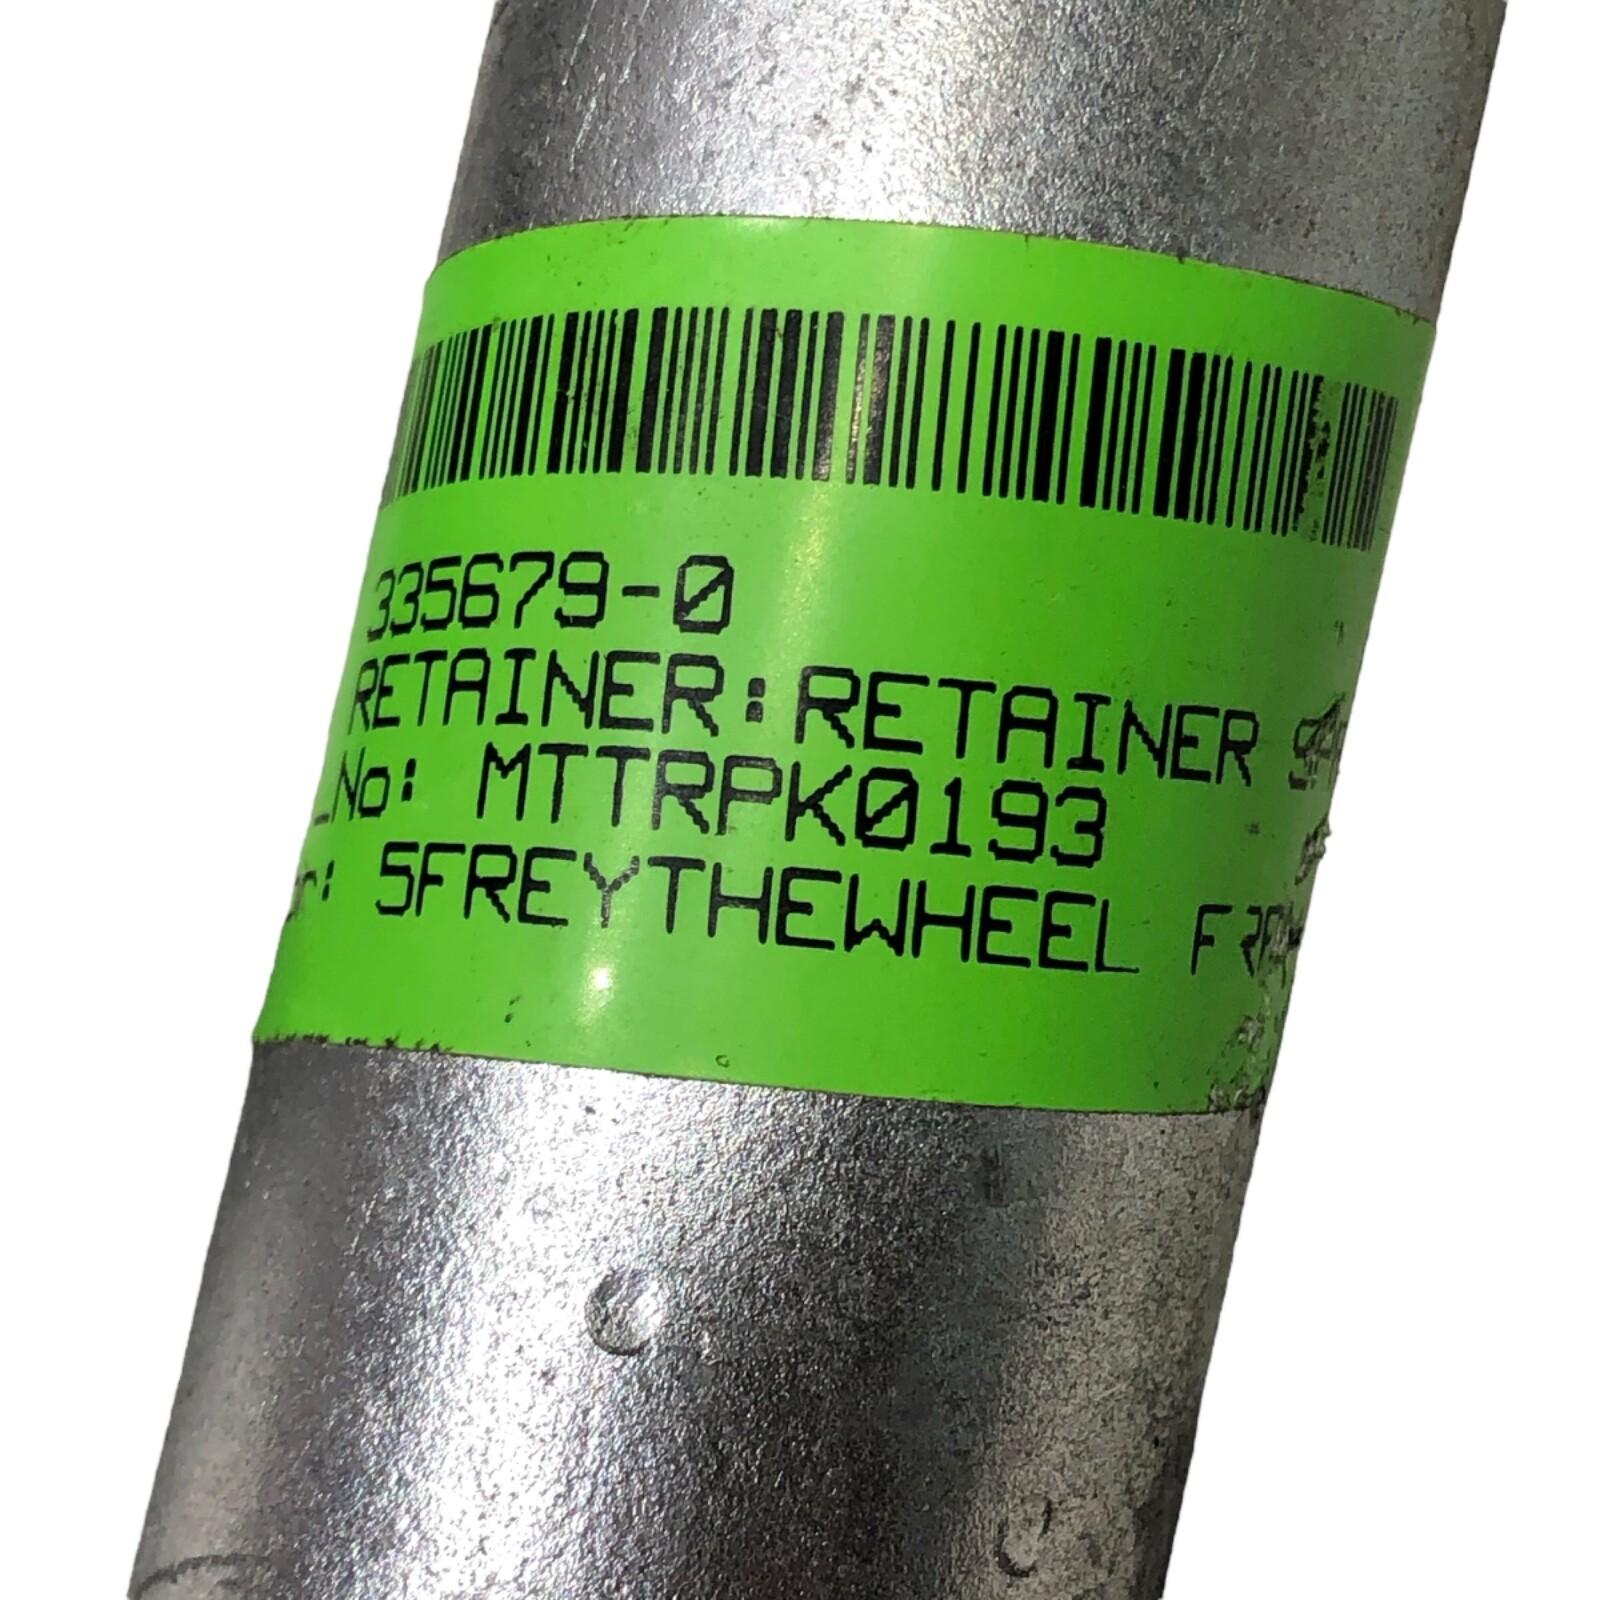 335679-0
RETAINER:RETAINER
No: MTTRPK0193
5FREYTHEWHEEL